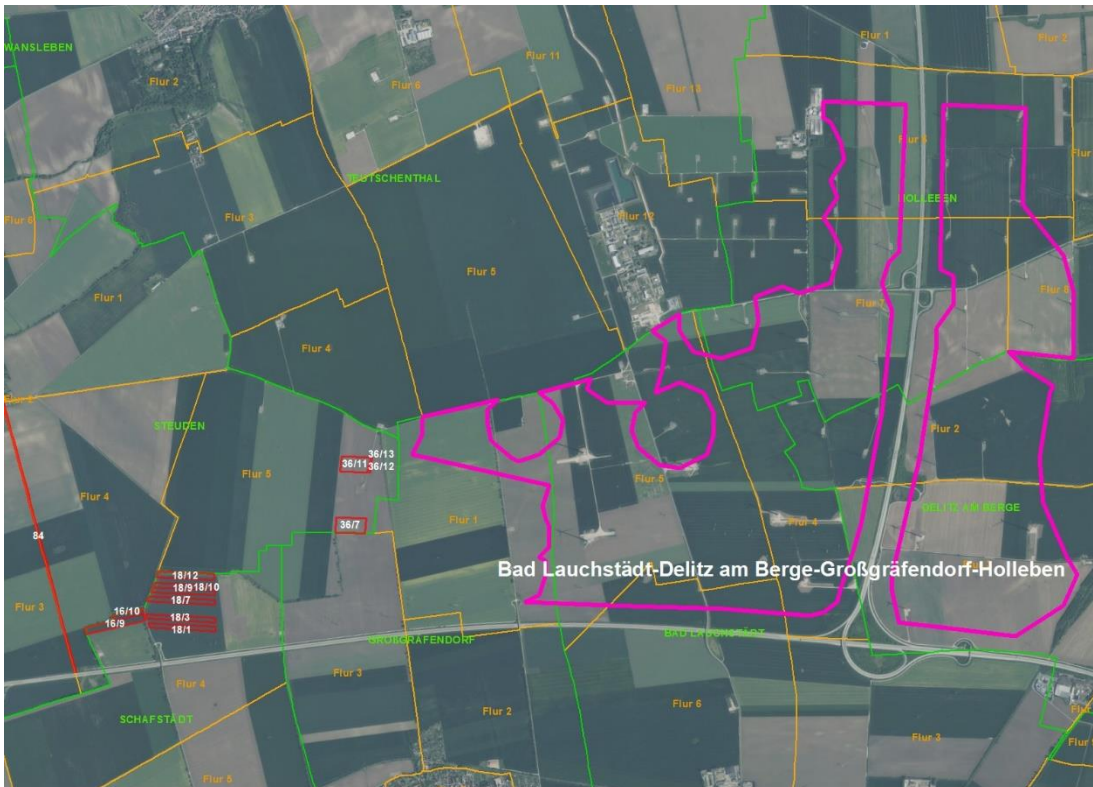 WANSLEBEN
Flur 2
Flur 6
Flur 11
Flur 13
Flur 1
Flur 2
TEUTSCHENTHAL
Flur 3
Flur 12
HOLLEBEN
Flur 5
Flur 1
Flur 7
Flur 8
Flur 4
STEUDEN
Flur 2
36/13
36/11
36/12
Flur 5
Flur 5
Flur 4
36/7
Flur 1
Flur 4
DELITZ AM BERGE
84
Bad Lauchstädt-Delitz am Berge-Großgräfendorf-Holleben
18/12
18/9
18/10
18/7
Flur 3
16/10
18/3
16/9
18/1
GROßGRÄFENDORF
BAD LAUCHSTÄDT
Flur 3
Flur 4
SCHAFSTÄDT
Flur 2
Flur 6
Flur 3
Flur 5